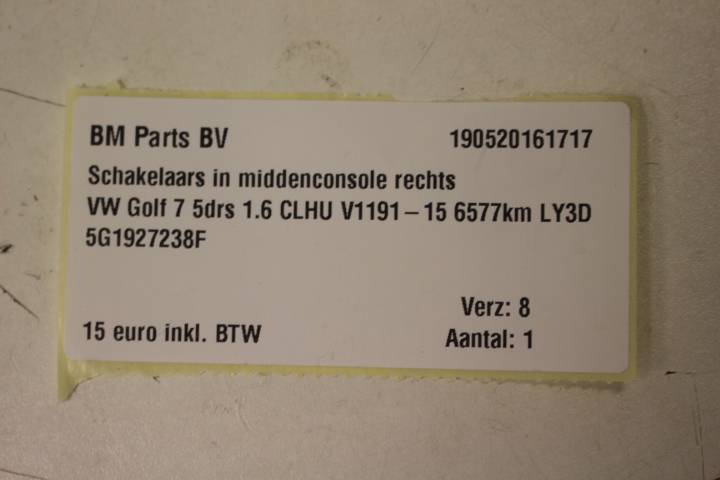 BM Parts BV 190520161717
Schakelaars in middenconsole rechts
VW Golf 7 5drs 1.6 CLHU V1191 – 15 6577km LY3D
5G1927238F
Verz: 8
15 euro inkl. BTW Aantal: 1